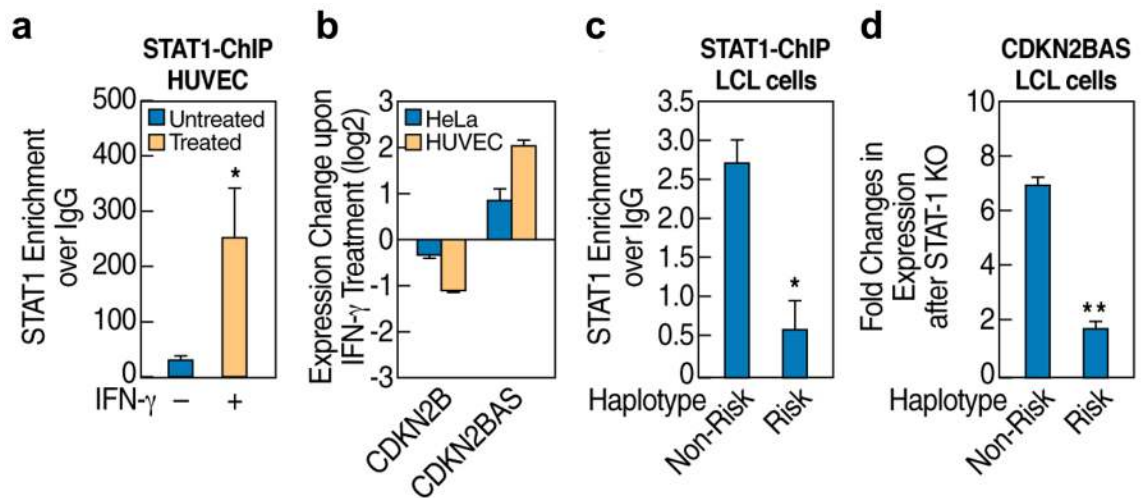 a
STAT1-ChIP
HUVEC
STAT1 Enrichment
over IgG
500
400
300
200
100
0
Untreated
Treated
*
IFN-γ − +
b
Expression Change upon
IFN-γ Treatment (log2)
3
2
1
0
-1
-2
-3
HeLa
HUVEC
CDKN2B
CDKN2BAS
c
STAT1-ChIP
LCL cells
STAT1 Enrichment
over IgG
3.5
3.0
2.5
2.0
1.5
1.0
0.5
0
*
Haplotype
Non-Risk
Risk
d
CDKN2BAS
LCL cells
Fold Changes in
Expression
after STAT-1 KO
10
8
6
4
2
0
**
Haplotype
Non-Risk
Risk